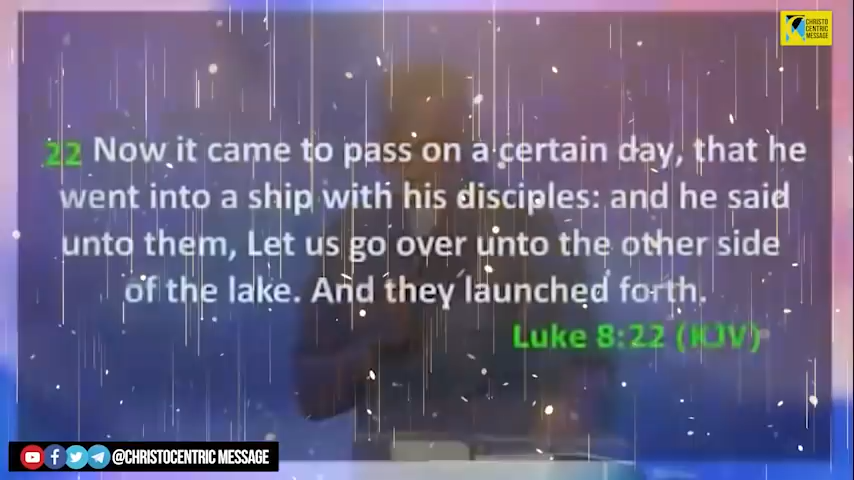 CHRISTO
CENTRIC
MESSAGE
22 Now it came to pass on a certain day, that he
went into a ship with his disciples: and he said
unto them, Let us go over unto the other side
of the lake. And they launched forth.
Luke 8:22 (KJV)
@CHRISTOCENTRIC MESSAGE